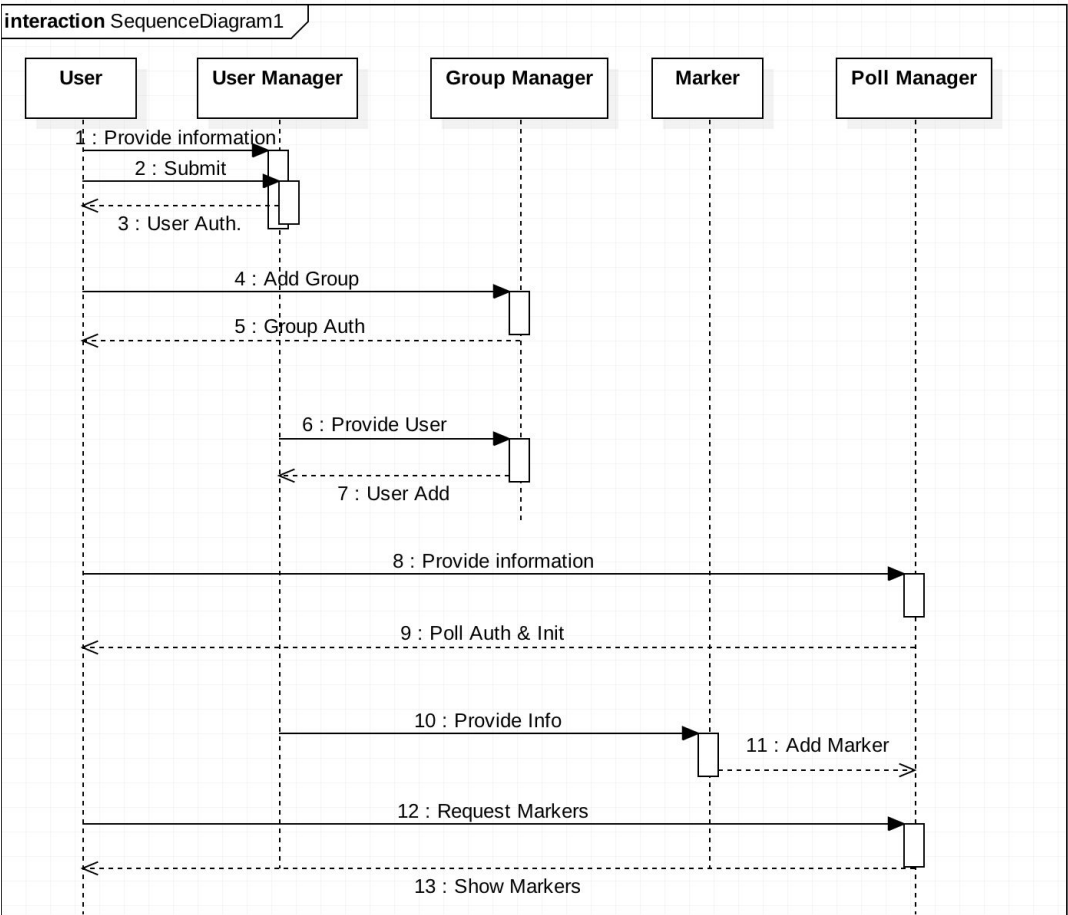 interaction SequenceDiagram1
User
User Manager
Group Manager
Marker
Poll Manager
1 : Provide information
2 : Submit
3 : User Auth.
4 : Add Group
5 : Group Auth
6 : Provide User
7 : User Add
8 : Provide information
9 : Poll Auth & Init
10 : Provide Info
11 : Add Marker
12 : Request Markers
13 : Show Markers